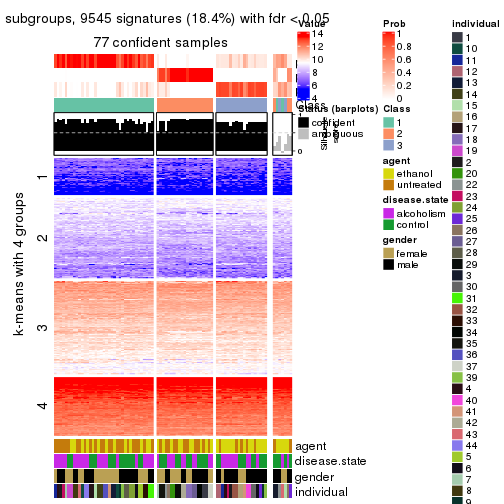 subgroups, 9545 signatures (18.4%) with fdr < 0.05
77 confident samples
k-means with 4 groups
1
2
3
4
Class
1
0
agent
disease.state
gender
individual
Value
14
12
10
8
6
4
Status (barplots)
confident
ambiguous
Prob
1
0.8
0.6
0.4
0.2
0
Class
1
2
3
agent
ethanol
untreated
disease.state
alcoholism
control
gender
female
male
individual
1
10
11
12
13
14
15
16
17
18
19
2
20
22
23
24
25
26
27
28
29
3
30
31
32
33
34
35
36
37
39
4
40
41
42
43
44
5
6
7
8
9